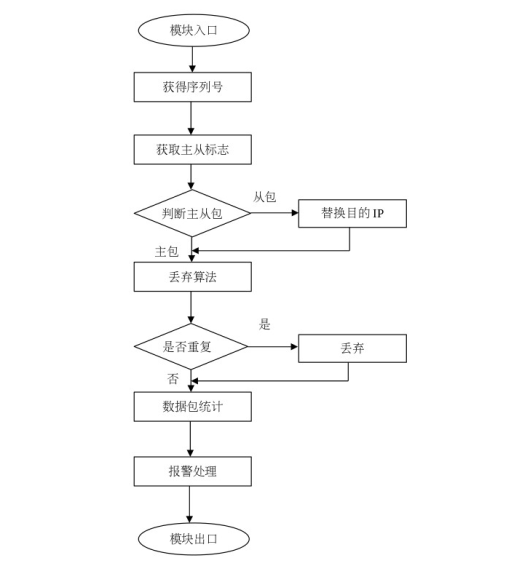 模块入口
获得序列号
获取主从标志
从包
判断主从包
替换目的 IP
主包
丢弃算法
是
是否重复
丢弃
否
数据包统计
报警处理
模块出口